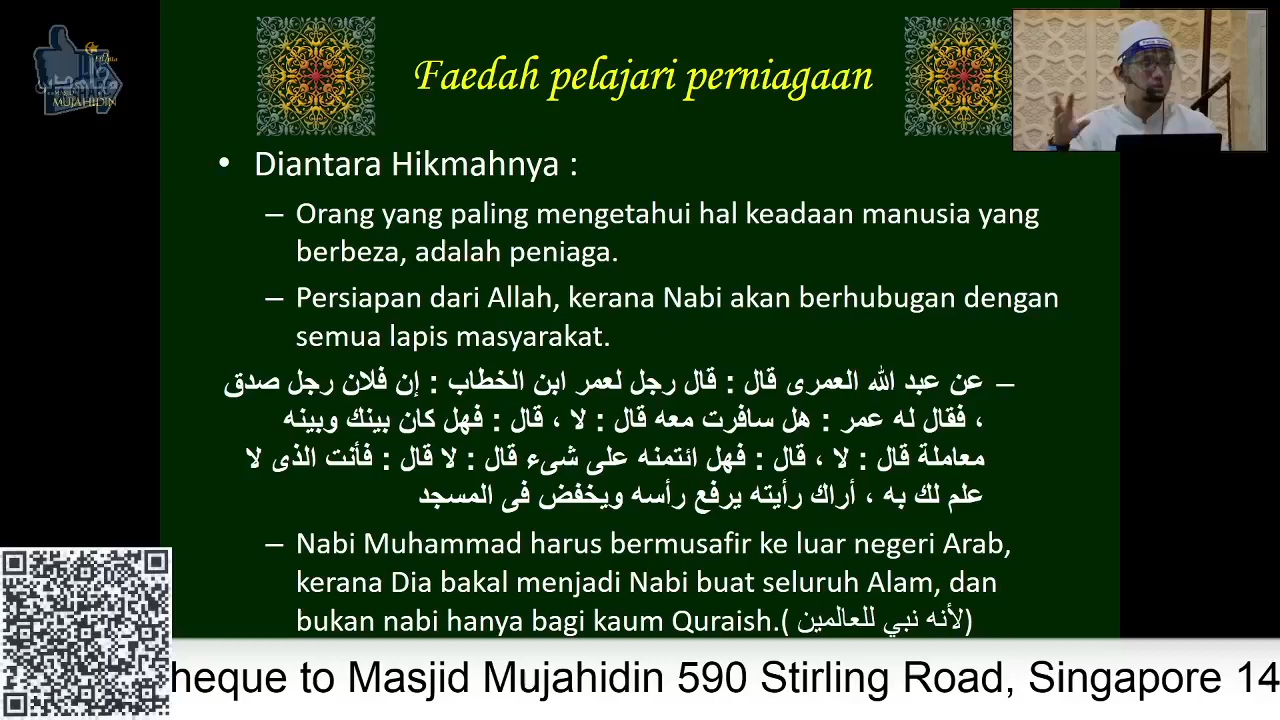 Faedah pelajari perniagaan
MASJID
MUJAHIDIN
• Diantara Hikmahnya :
– Orang yang paling mengetahui hal keadaan manusia yang
berbeza, adalah peniaga.
– Persiapan dari Allah, kerana Nabi akan berhubugan dengan
semua lapis masyarakat.
– عن عبد الله العمرى قال : قال رجل لعمر ابن الخطاب : إن فلان رجل صدق
، فقال له عمر : هل سافرت معه قال : لا ، قال : فهل كان بينك وبينه
معاملة قال : لا ، قال : فهل ائتمنه على شىء قال : لا قال : فأنت الذى لا
علم لك به ، أراك رأيته يرفع رأسه ويخفض فى المسجد
– Nabi Muhammad harus bermusafir ke luar negeri Arab,
kerana Dia bakal menjadi Nabi buat seluruh Alam, dan
bukan nabi hanya bagi kaum Quraish.( لأنه نبي للعالمين)
heque to Masjid Mujahidin 590 Stirling Road, Singapore 14